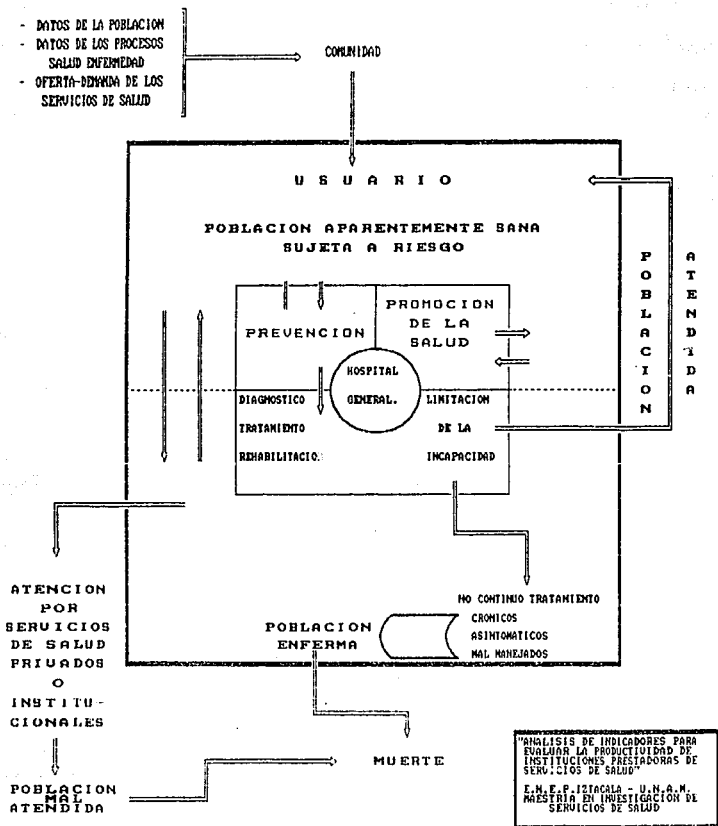 - DATOS DE LA POBLACION
- DATOS DE LOS PROCESOS
SALUD ENFERMEDAD
- OFERTA-DEMANDA DE LOS
SERVICIOS DE SALUD
COMUNIDAD
USUARIO
POBLACION APARENTEMENTE SANA
SUJETA A RIESGO
PREVENCION
PROMOCION
DE LA
SALUD
HOSPITAL
GENERAL.
DIAGNOSTICO
TRATAMIENTO
REHABILITACIO.
LIMITACION
DE LA
INCAPACIDAD
POBLACION
ATENDIDA
ATENCION
POR
SERVICIOS
DE SALUD
PRIVADOS
O
INSTITU-
CIONALES
POBLACION
MAL
ATENDIDA
POBLACION
ENFERMA
NO CONTINUO TRATAMIENTO
CRONICOS
ASINTOMATICOS
MAL MANEJADOS
MUERTE
"ANALISIS DE INDICADORES PARA
EVALUAR LA PRODUCTIVIDAD DE
INSTITUCIONES PRESTADORAS DE
SERVICIOS DE SALUD"
E.N.E.P.IZTACALA - U.N.A.M.
MAESTRIA EN INVESTIGACION DE
SERVICIOS DE SALUD